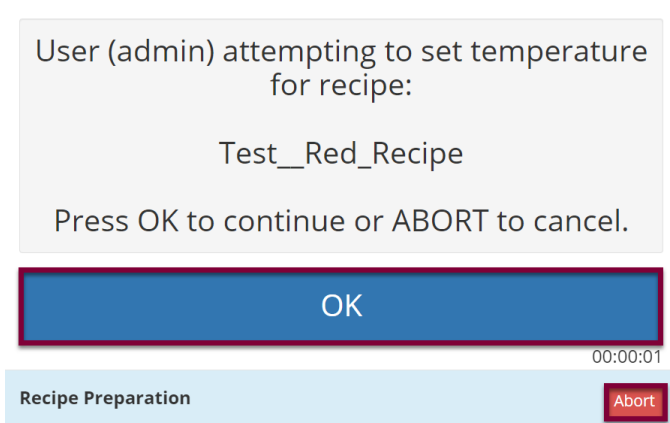 User (admin) attempting to set temperature
for recipe:
Test__Red_Recipe
Press OK to continue or ABORT to cancel.
OK
00:00:01
Recipe Preparation
Abort